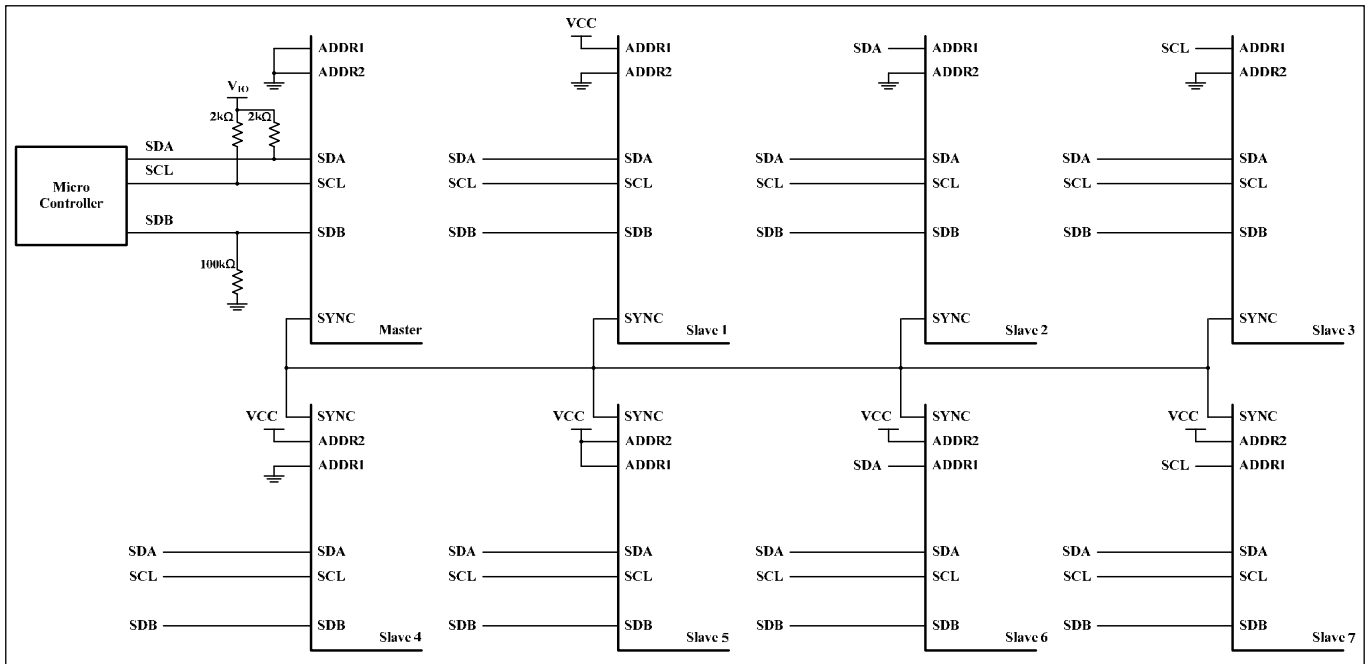 VCC
ADDR1
SDA
ADDR1
SCL
ADDR1
ADDR1
ADDR2
ADDR2
ADDR2
ADDR2
VIO
2kΩ
2kΩ
SDA
SDA
SDA
SDA
SDA
SDA
SDA
SDA
SCL
SCL
SCL
SCL
SCL
SCL
SCL
SCL
Micro
Controller
SDB
SDB
SDB
SDB
SDB
SDB
SDB
SDB
100kΩ
SYNC
SYNC
SYNC
SYNC
Master
Slave 1
Slave 2
Slave 3
VCC
SYNC
VCC
SYNC
VCC
SYNC
VCC
SYNC
ADDR2
ADDR2
ADDR2
ADDR2
ADDR1
ADDR1
SDA
ADDR1
SCL
ADDR1
SDA
SDA
SDA
SDA
SDA
SDA
SDA
SDA
SCL
SCL
SCL
SCL
SCL
SCL
SCL
SCL
SDB
SDB
SDB
SDB
SDB
SDB
SDB
SDB
Slave 4
Slave 5
Slave 6
Slave 7